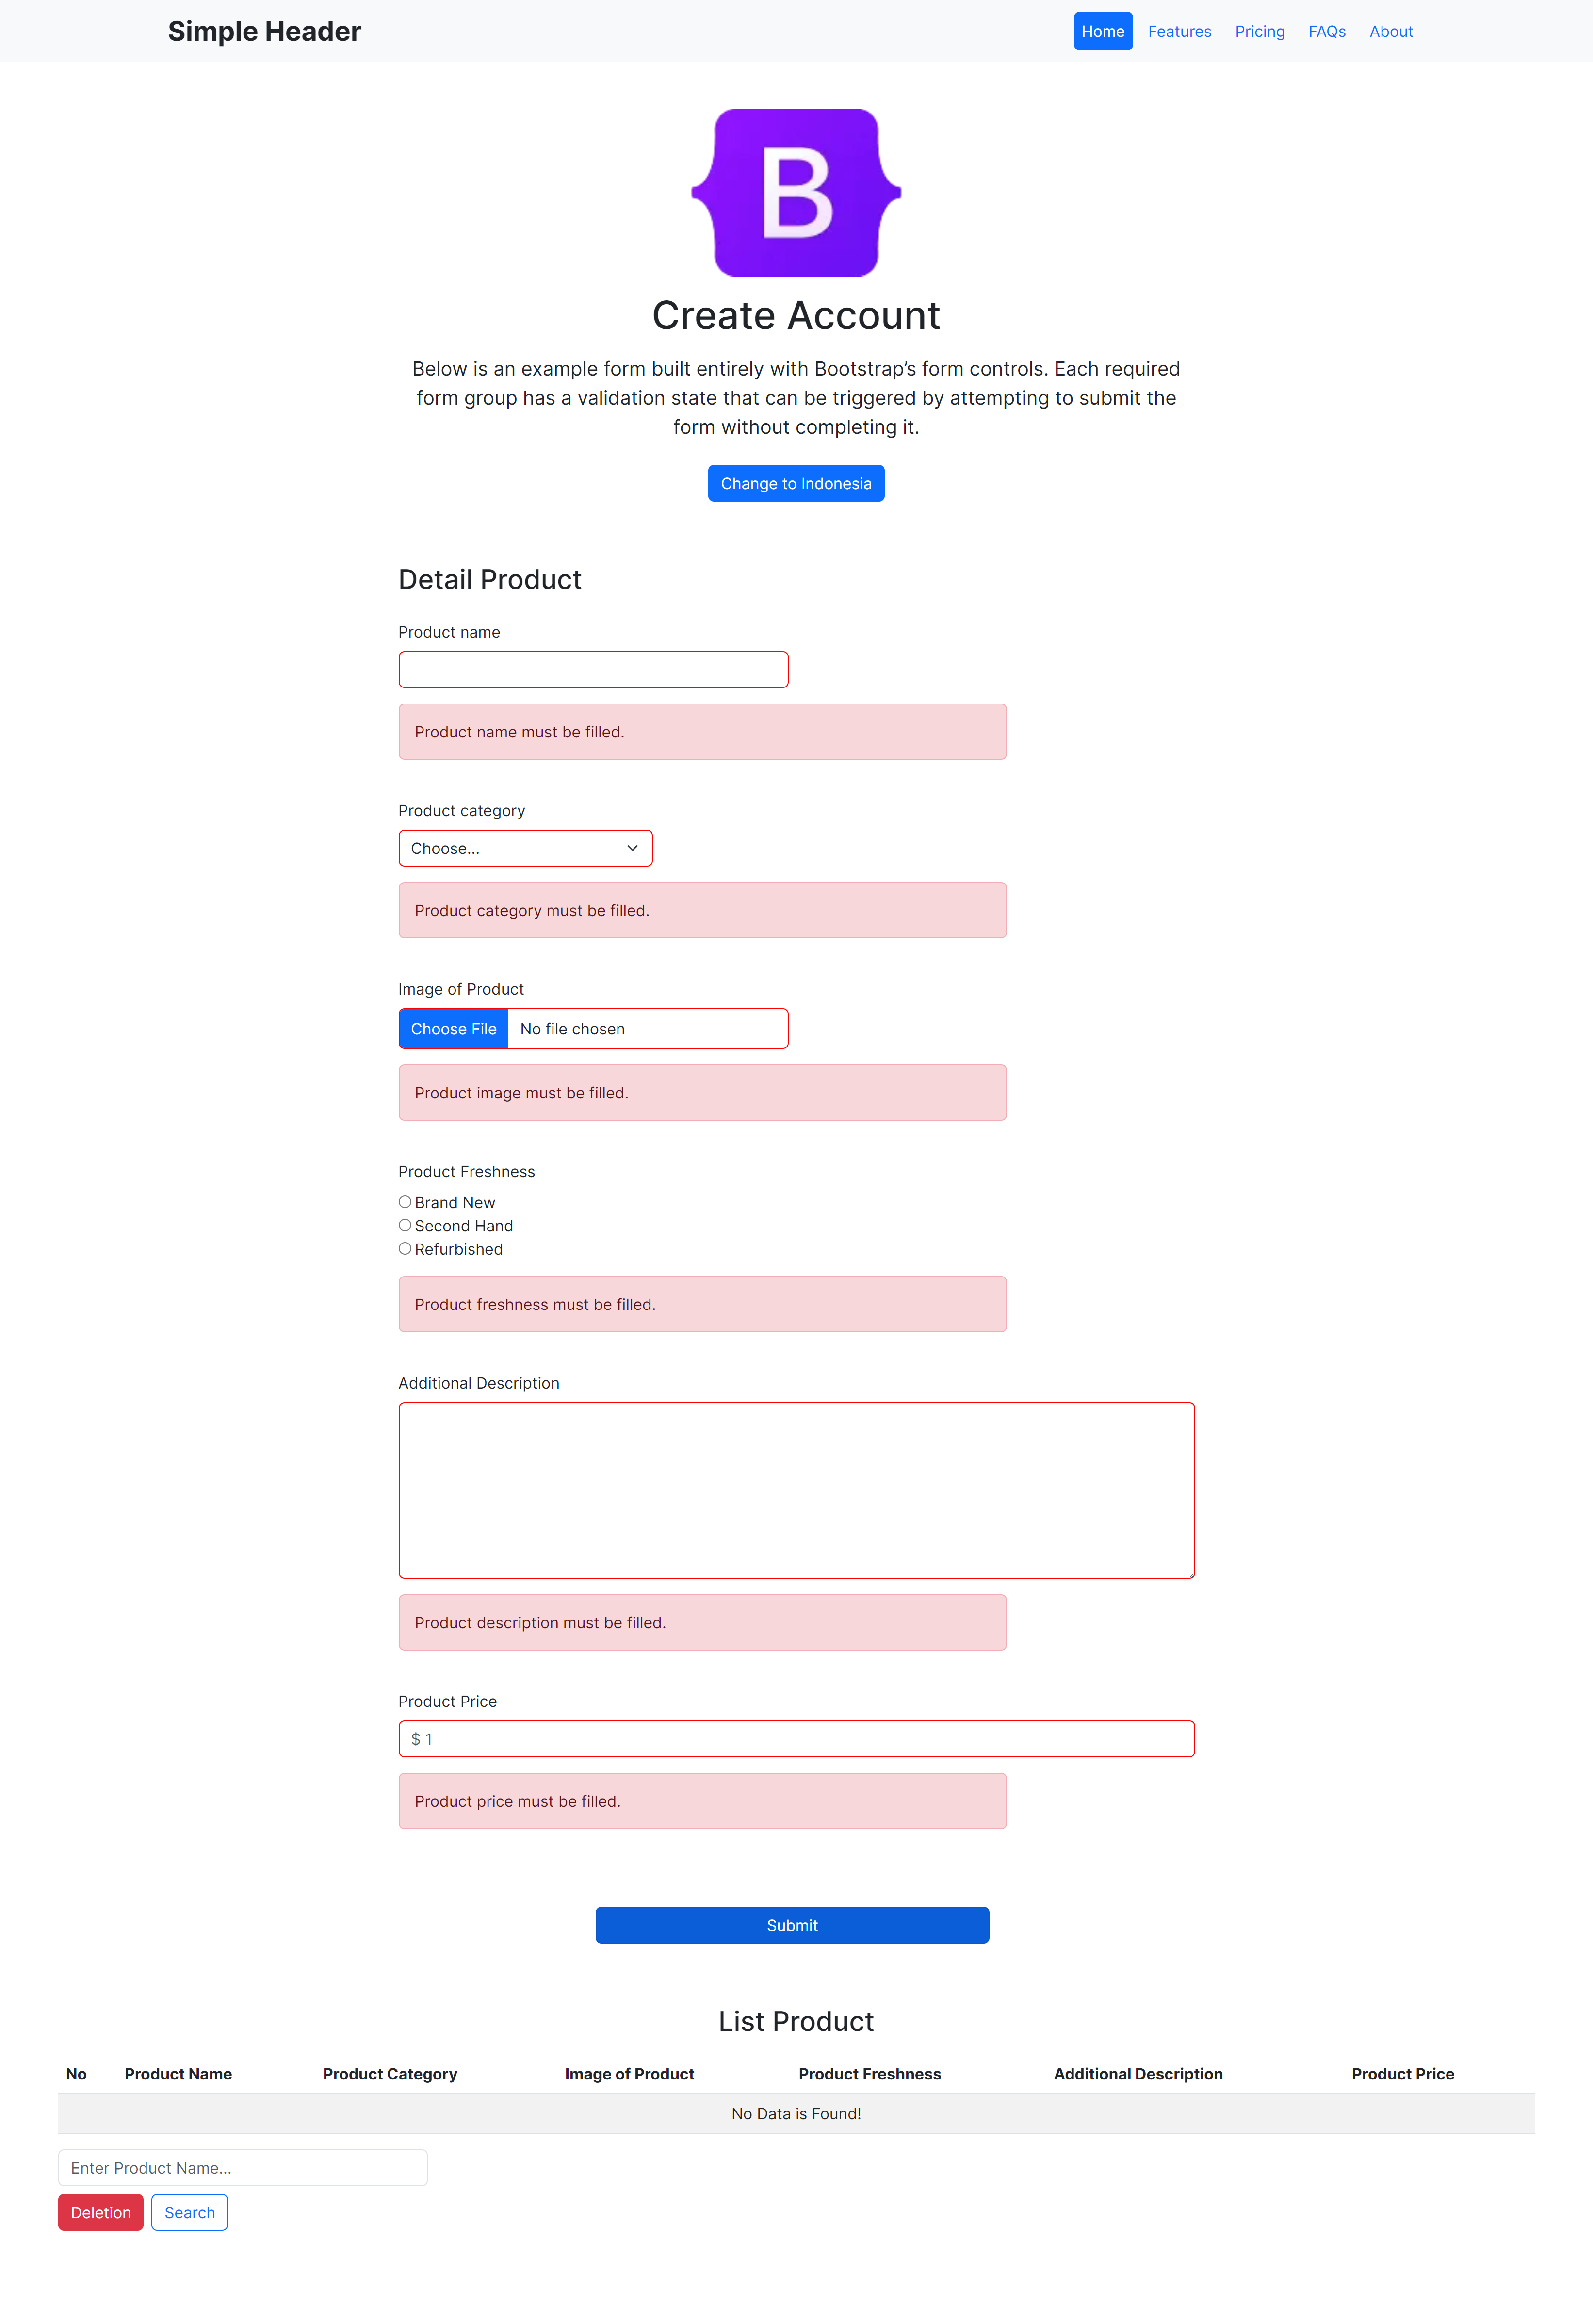 Simple Header
Home Features Pricing FAQs About
B
Create Account
Below is an example form built entirely with Bootstrap’s form controls. Each required
form group has a validation state that can be triggered by attempting to submit the
form without completing it.
Change to Indonesia
Detail Product
Product name
Product name must be filled.
Product category
Choose...
Product category must be filled.
Image of Product
Choose File No file chosen
Product image must be filled.
Product Freshness
Brand New
Second Hand
Refurbished
Product freshness must be filled.
Additional Description
Product description must be filled.
Product Price
$ 1
Product price must be filled.
Submit
List Product
No Product Name Product Category Image of Product Product Freshness Additional Description Product Price
No Data is Found!
Enter Product Name...
Deletion Search